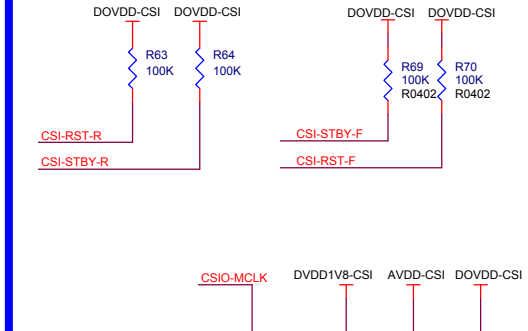 DOVDD-CSI DOVDD-CSI DOVDD-CSI DOVDD-CSI
R63 R64 R69 R70
100K 100K 100K 100K
R0402 R0402
CSI-RST-R CSI-STBY-F
CSI-STBY-R CSI-RST-F
CSIO-MCLK DVDD1V8-CSI AVDD-CSI DOVDD-CSI